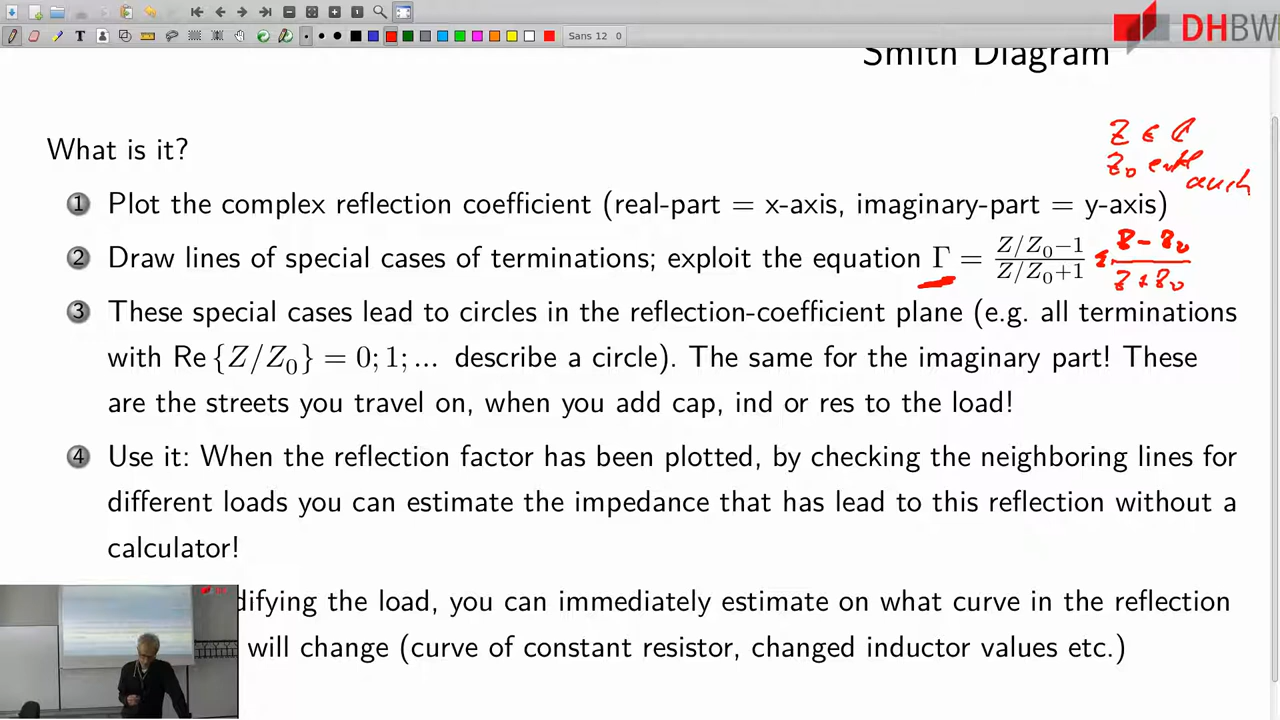 Sans 12 0
DHBW
Smith Diagram
Z ∈ ℂ
Z₀ evtl
auch
What is it?
1 Plot the complex reflection coefficient (real-part = x-axis, imaginary-part = y-axis)
2 Draw lines of special cases of terminations; exploit the equation Γ = (Z/Z₀−1)/(Z/Z₀+1) = (Z − Z₀)/(Z + Z₀)
3 These special cases lead to circles in the reflection-coefficient plane (e.g. all terminations
with Re {Z/Z₀} = 0; 1; ... describe a circle). The same for the imaginary part! These
are the streets you travel on, when you add cap, ind or res to the load!
4 Use it: When the reflection factor has been plotted, by checking the neighboring lines for
different loads you can estimate the impedance that has lead to this reflection without a
calculator!
difying the load, you can immediately estimate on what curve in the reflection
will change (curve of constant resistor, changed inductor values etc.)